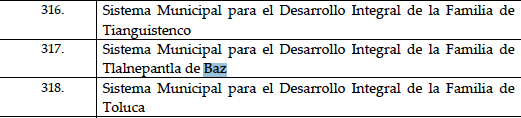 316. Sistema Municipal para el Desarrollo Integral de la Familia de
Tianguistenco
317. Sistema Municipal para el Desarrollo Integral de la Familia de
Tlalnepantla de Baz
318. Sistema Municipal para el Desarrollo Integral de la Familia de
Toluca